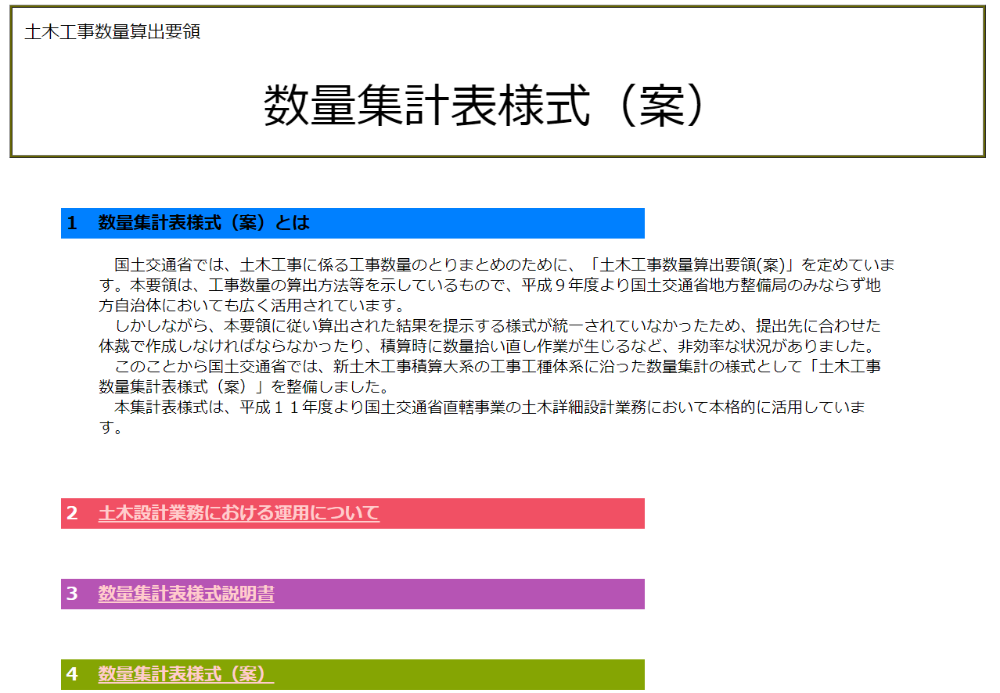 土木工事数量算出要領
数量集計表様式（案）
1　数量集計表様式（案）とは
　国土交通省では、土木工事に係る工事数量のとりまとめのために、「土木工事数量算出要領(案)」を定めていま
す。本要領は、工事数量の算出方法等を示しているもので、平成９年度より国土交通省地方整備局のみならず地
方自治体においても広く活用されています。
　しかしながら、本要領に従い算出された結果を提示する様式が統一されていなかったため、提出先に合わせた
体裁で作成しなければならなかったり、積算時に数量拾い直し作業が生じるなど、非効率な状況がありました。
　このことから国土交通省では、新土木工事積算大系の工事工種体系に沿った数量集計の様式として「土木工事
数量集計表様式（案）」を整備しました。
　本集計表様式は、平成１１年度より国土交通省直轄事業の土木詳細設計業務において本格的に活用していま
す。
2　土木設計業務における運用について
3　数量集計表様式説明書
4　数量集計表様式（案）